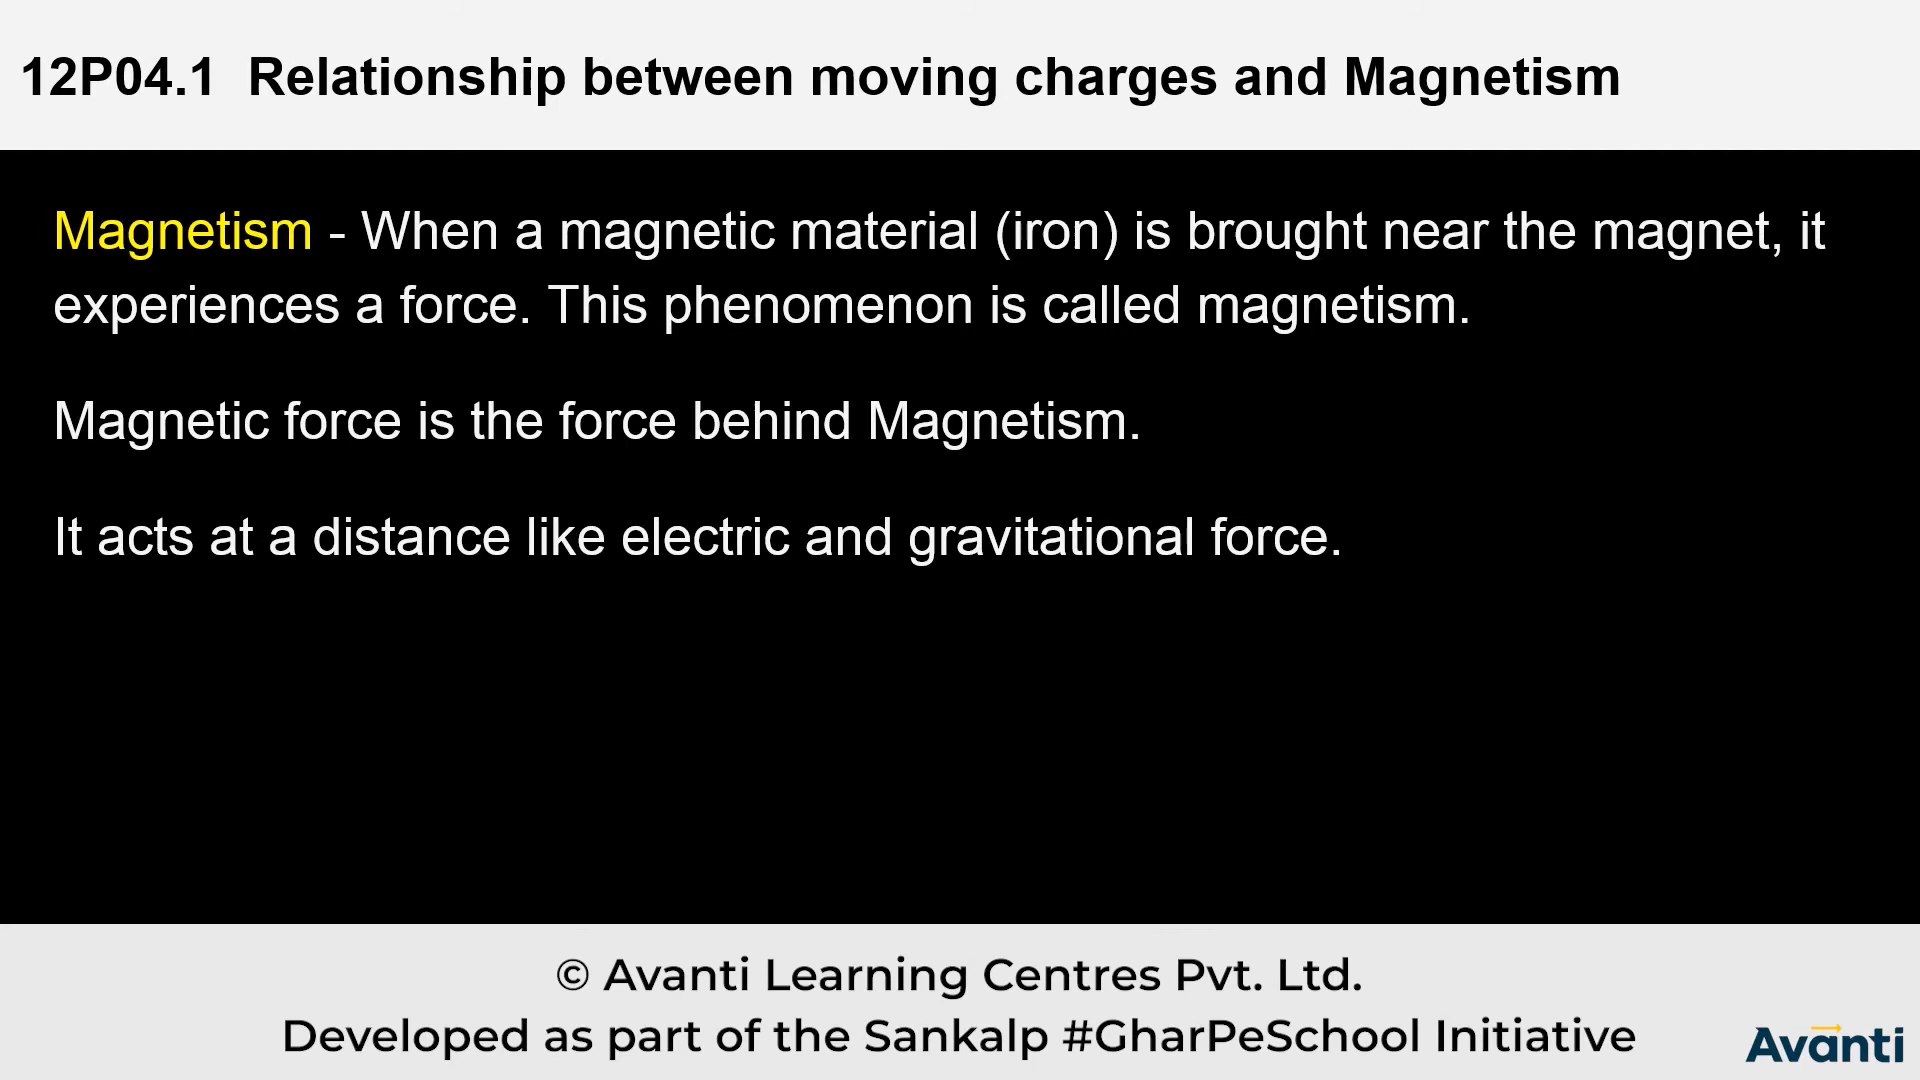 12P04.1  Relationship between moving charges and Magnetism
Magnetism - When a magnetic material (iron) is brought near the magnet, it
experiences a force. This phenomenon is called magnetism.
Magnetic force is the force behind Magnetism.
It acts at a distance like electric and gravitational force.
© Avanti Learning Centres Pvt. Ltd.
Developed as part of the Sankalp #GharPeSchool Initiative
Avanti